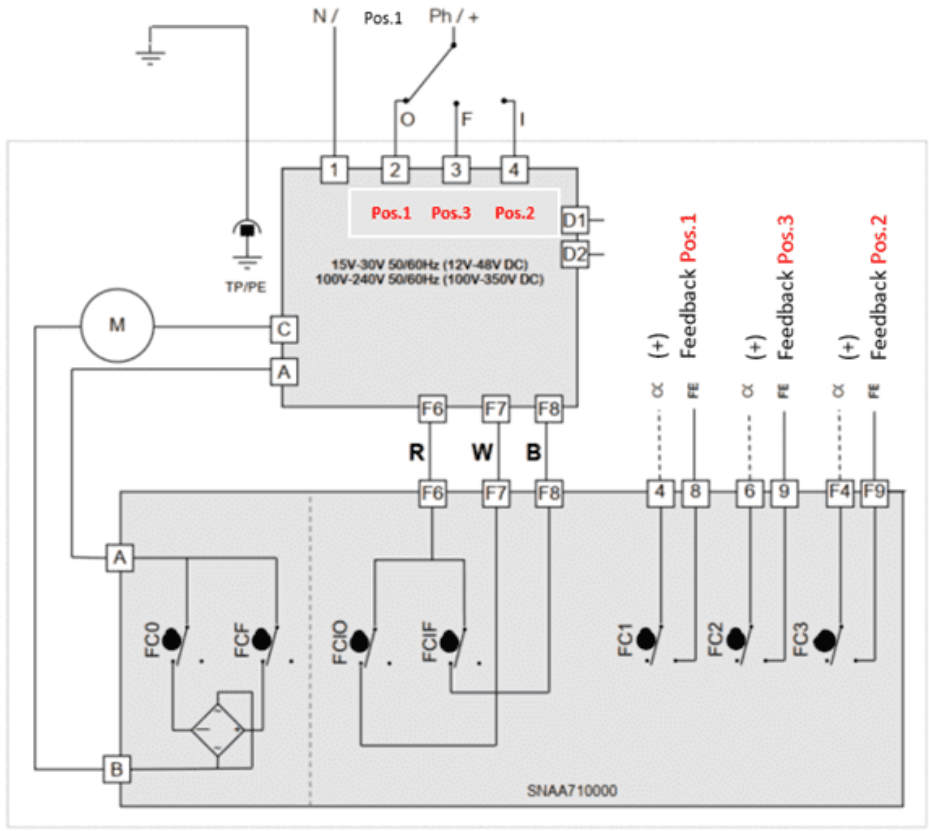 N / Pos.1 Ph / +
O F I
1 2 3 4
Pos.1 Pos.3 Pos.2
D1
D2
15V-30V 50/60Hz (12V-48V DC)
100V-240V 50/60Hz (100V-350V DC)
TP/PE
M
C
A
(+) Feedback Pos.1 (+) Feedback Pos.3 (+) Feedback Pos.2
α FE α FE α FE
F6 F7 F8
R W B
F6 F7 F8 4 8 6 9 F4 F9
A
FC0 FCF FCIO FCIF FC1 FC2 FC3
~
− +
~
B
SNAA710000